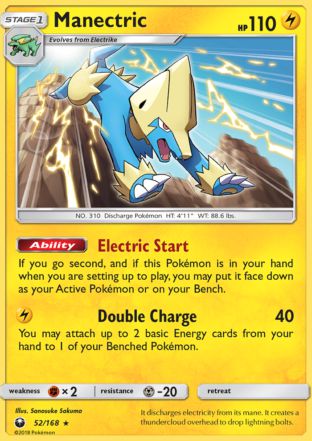 STAGE 1 Manectric HP 110
Evolves from Electrike
NO. 310 Discharge Pokémon HT: 4'11" WT: 88.6 lbs.
Ability Electric Start
If you go second, and if this Pokémon is in your hand
when you are setting up to play, you may put it face down
as your Active Pokémon or on your Bench.
Double Charge 40
You may attach up to 2 basic Energy cards from your
hand to 1 of your Benched Pokémon.
weakness ×2 resistance -20 retreat
Illus. Sanosuke Sakuma
52/168 ★
©2018 Pokémon
It discharges electricity from its mane. It creates a
thundercloud overhead to drop lightning bolts.